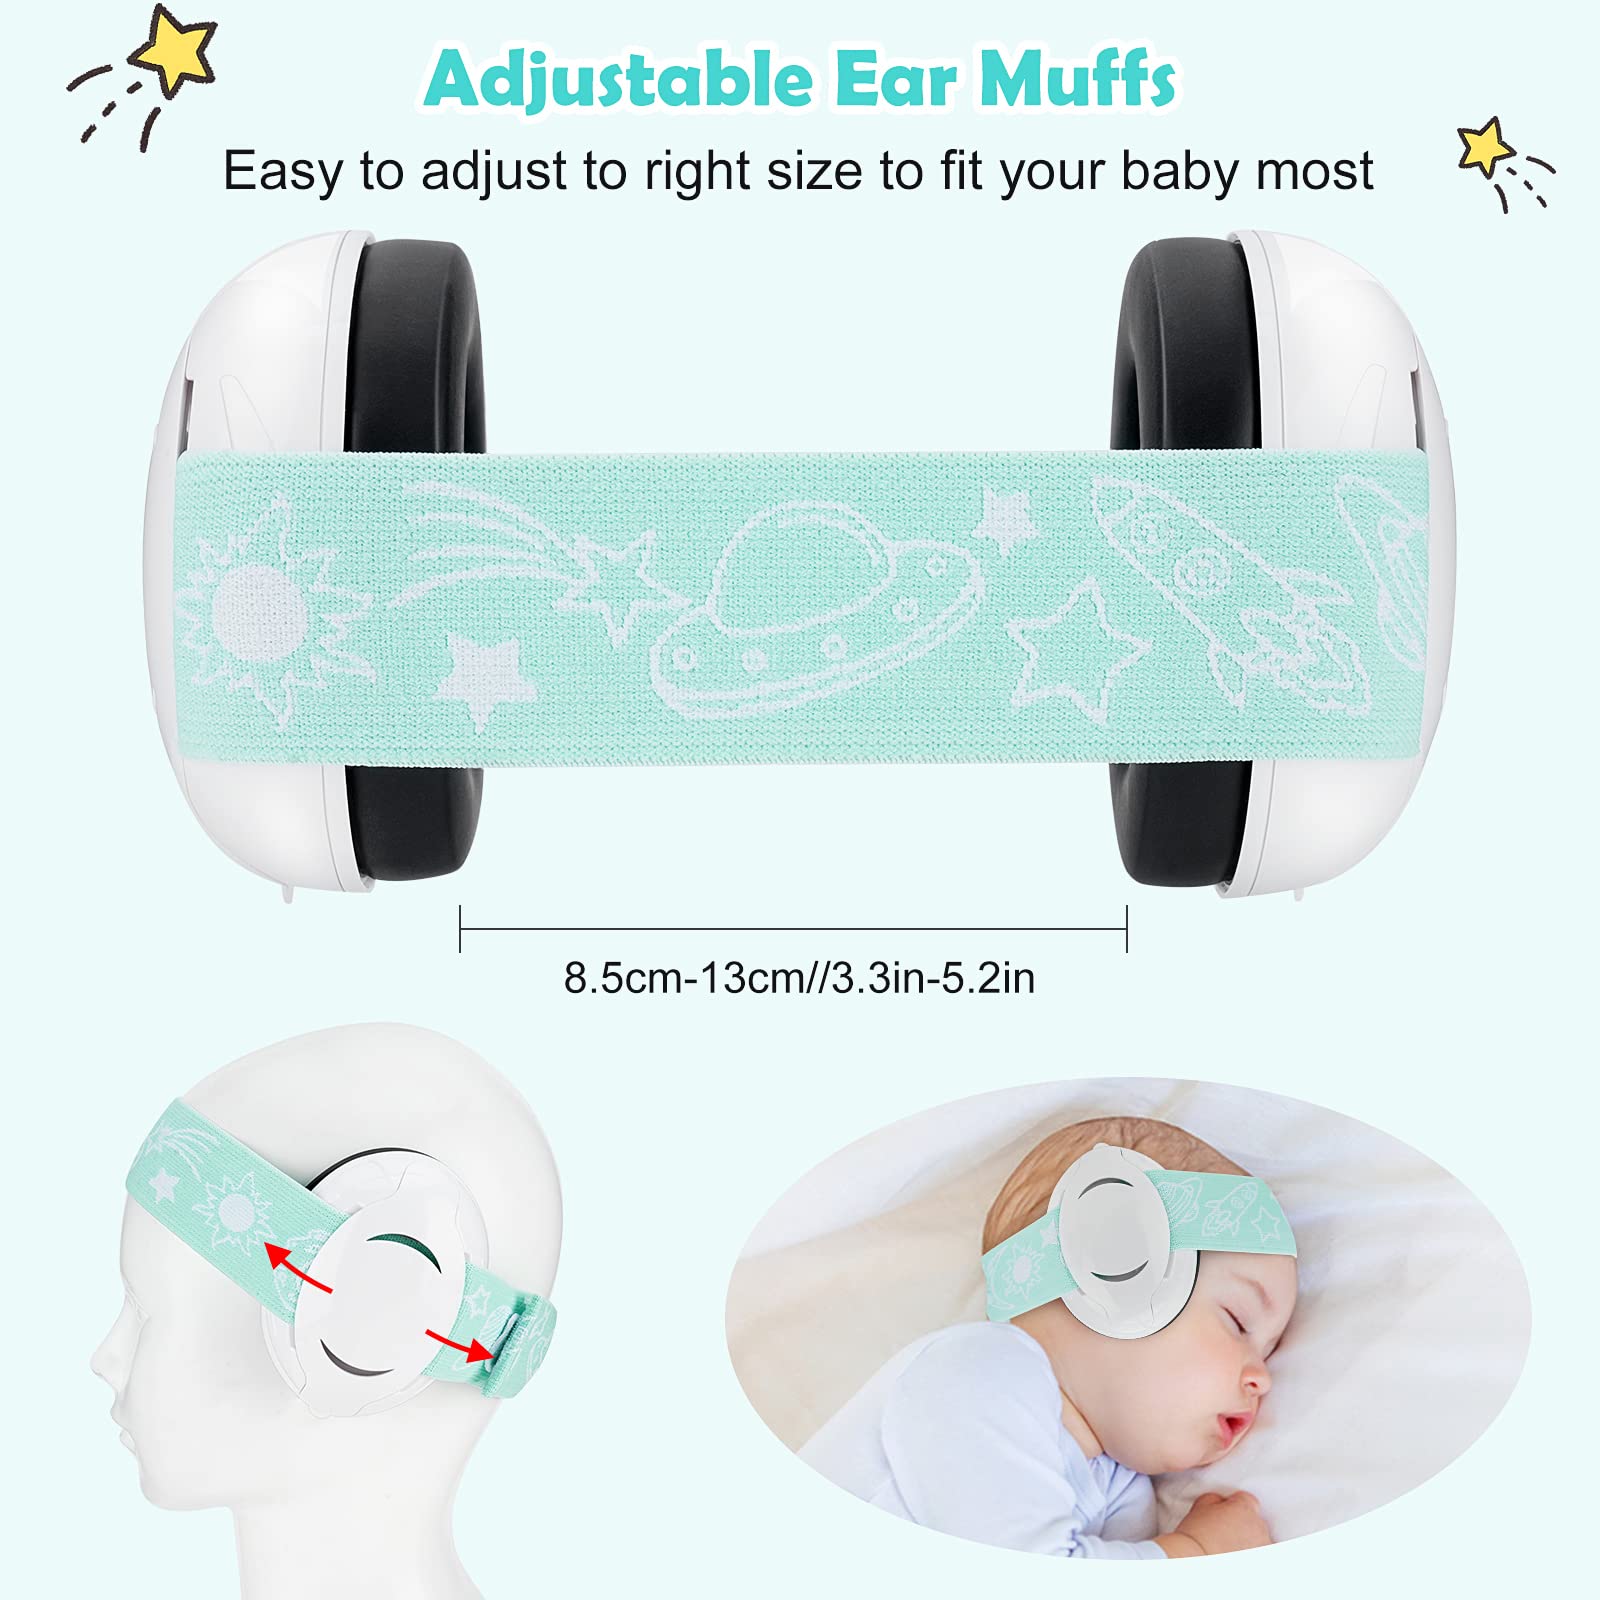 Adjustable Ear Muffs
Easy to adjust to right size to fit your baby most
8.5cm-13cm//3.3in-5.2in